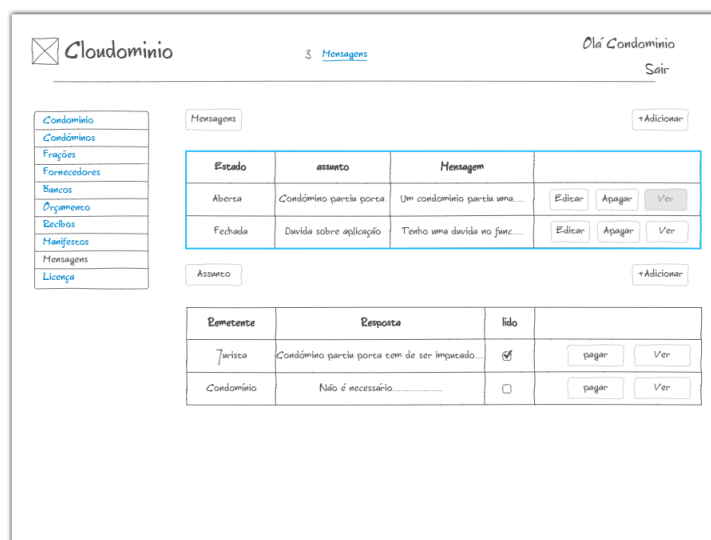 Cloudominio
3 Mensagens
Olá Condominio
Sair
Condominio
Condóminos
Frações
Fornecedores
Bancos
Orçamento
Recibos
Manifestos
Mensagens
Licença
Mensagens
+Adicionar
Estado assunto Mensagem
Aberta Condómino partiu porta. Um condominio partiu uma.... Editar Apagar Ver
Fechada Duvida sobre aplicação Tenho uma duvida no func.... Editar Apagar Ver
Assunto
+Adicionar
Remetente Resposta lido
Jurista Condómino partiu porta tem de ser imputado... pagar Ver
Condomínio Não é necessário.................. pagar Ver